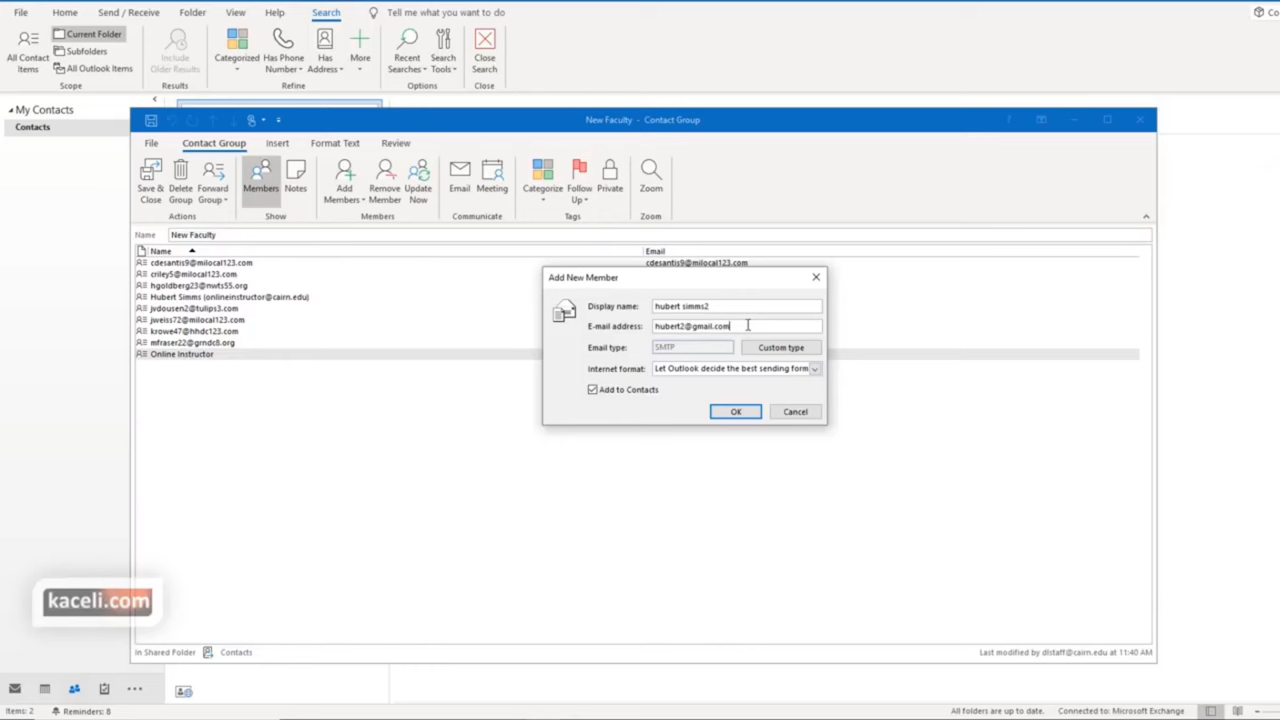 File Home Send / Receive Folder View Help Search Tell me what you want to do Co
All Contact Items
Current Folder
Subfolders
All Outlook Items
Scope
Include Older Results
Results
Categorized
Has Phone Number
Has Address
More
Refine
Recent Searches
Search Tools
Options
Close Search
Close
My Contacts
Contacts
New Faculty - Contact Group
File Contact Group Insert Format Text Review
Save & Close
Delete Group
Forward Group
Actions
Members
Notes
Show
Add Members
Remove Member
Update Now
Members
Email
Meeting
Communicate
Categorize
Follow Up
Private
Tags
Zoom
Zoom
Name New Faculty
Name Email
cdesantis9@milocal123.com cdesantis9@milocal123.com
criley5@milocal123.com
hgoldberg23@nwts55.org
Hubert Simms (onlineinstructor@cairn.edu)
jvdousen2@tulips3.com
jweiss72@milocal123.com
krowe47@hhdc123.com
mfraser22@grndc8.org
Online Instructor
Add New Member
Display name: hubert simms2
E-mail address: hubert2@gmail.com
Email type: SMTP Custom type
Internet format: Let Outlook decide the best sending form
Add to Contacts
OK Cancel
kaceli.com
In Shared Folder Contacts Last modified by dlstaff@cairn.edu at 11:40 AM
Items: 2 Reminders: 8 All folders are up to date. Connected to: Microsoft Exchange